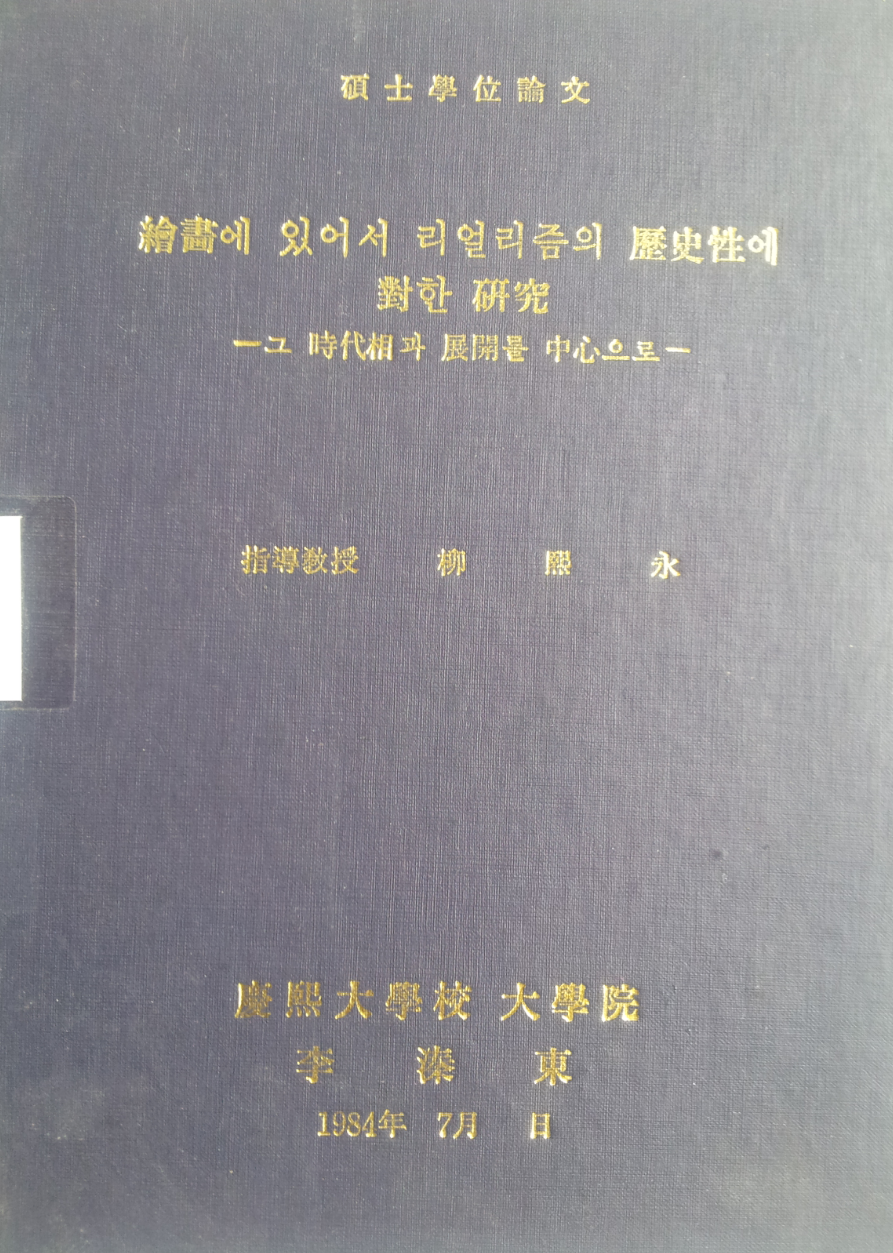 碩士學位論文
繪畵에 있어서 리얼리즘의 歷史性에
對한 硏究
—그 時代相과 展開를 中心으로—
指導敎授 柳 熙 永
慶熙大學校 大學院
李 溱 東
1984年 7月 日